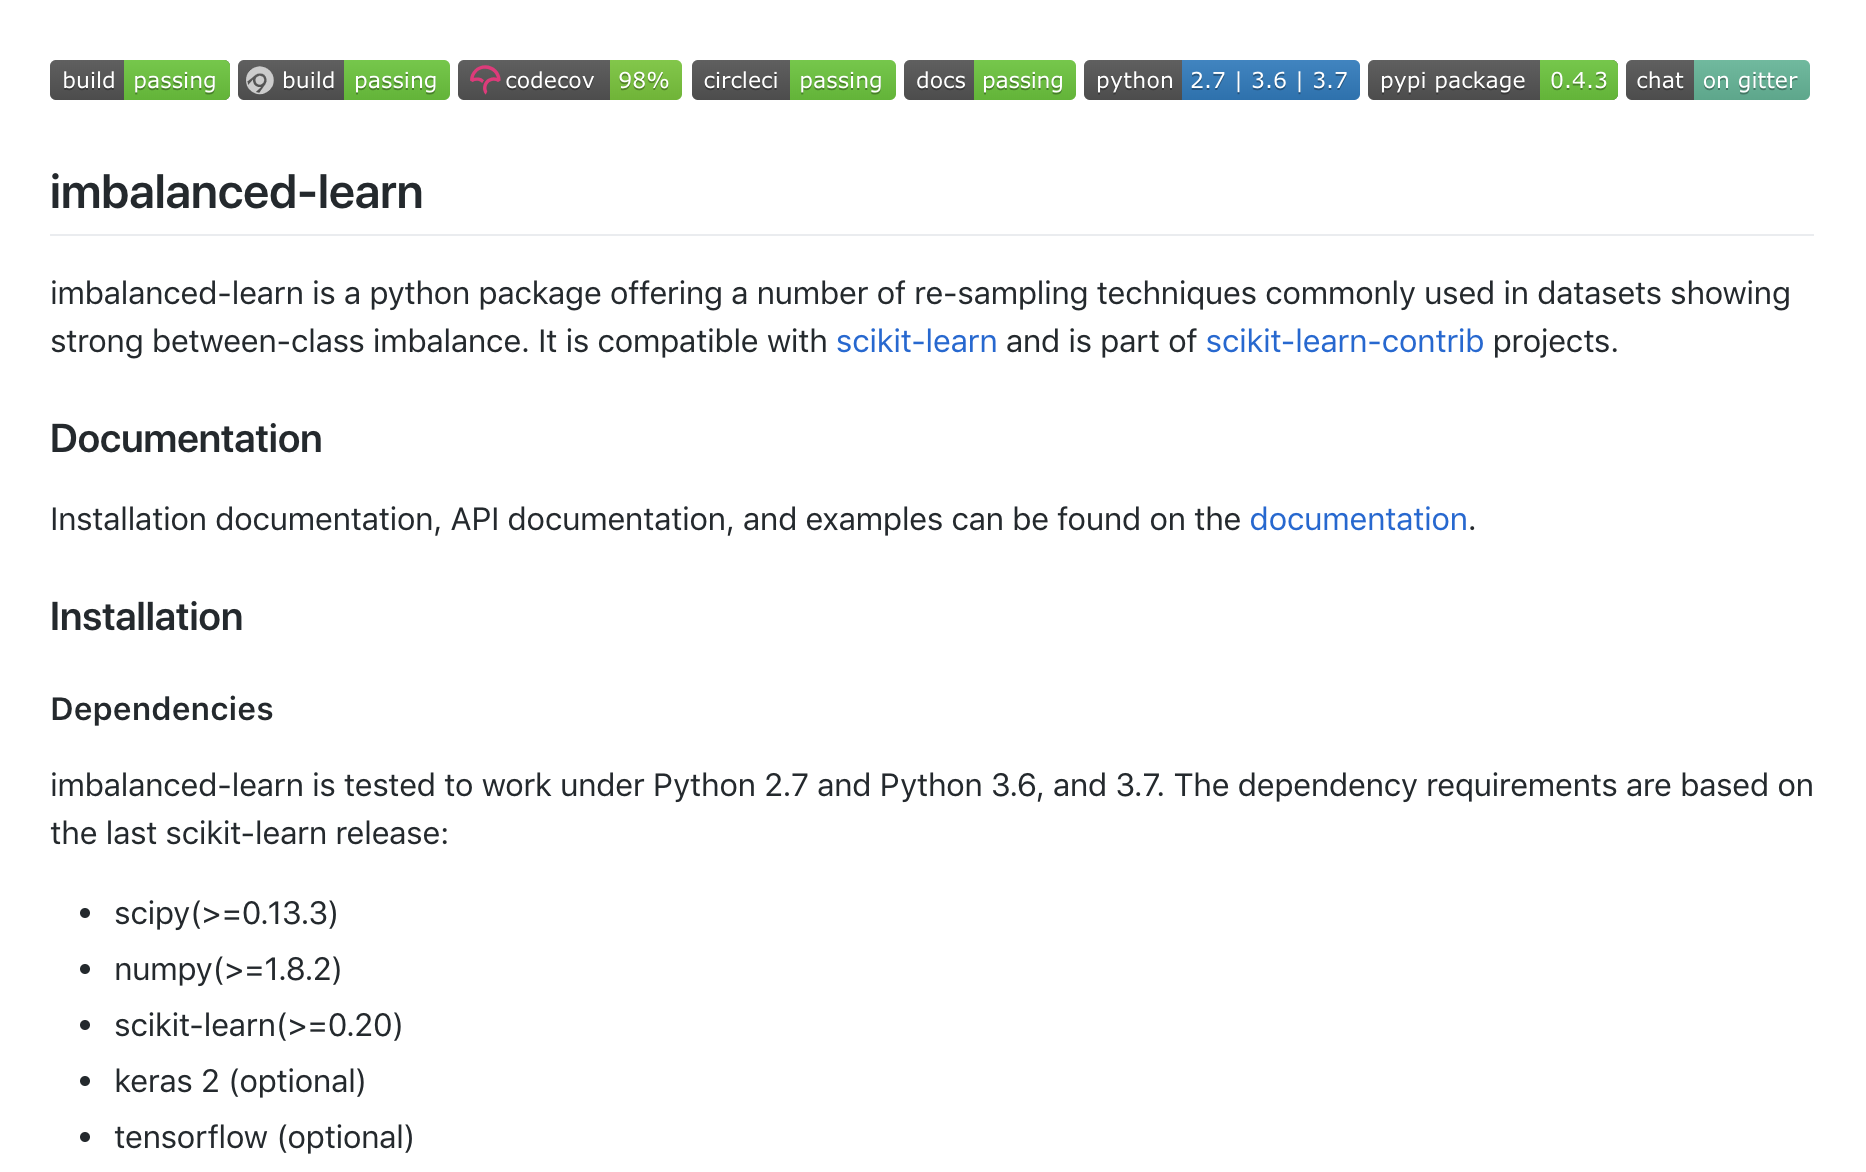 build passing build passing codecov 98% circleci passing docs passing python 2.7 | 3.6 | 3.7 pypi package 0.4.3 chat on gitter
imbalanced-learn
imbalanced-learn is a python package offering a number of re-sampling techniques commonly used in datasets showing
strong between-class imbalance. It is compatible with scikit-learn and is part of scikit-learn-contrib projects.
Documentation
Installation documentation, API documentation, and examples can be found on the documentation.
Installation
Dependencies
imbalanced-learn is tested to work under Python 2.7 and Python 3.6, and 3.7. The dependency requirements are based on
the last scikit-learn release:
• scipy(>=0.13.3)
• numpy(>=1.8.2)
• scikit-learn(>=0.20)
• keras 2 (optional)
• tensorflow (optional)